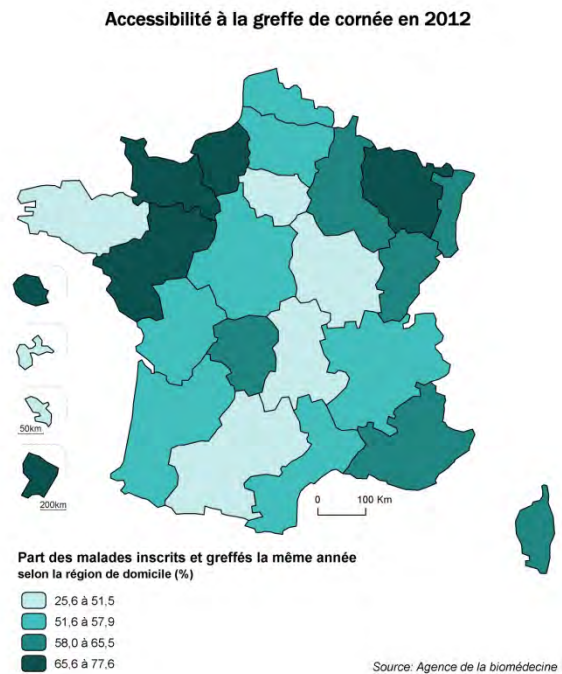 Accessibilité à la greffe de cornée en 2012
50km
200km
0 100 Km
Part des malades inscrits et greffés la même année
selon la région de domicile (%)
25,6 à 51,5
51,6 à 57,9
58,0 à 65,5
65,6 à 77,6
Source: Agence de la biomédecine